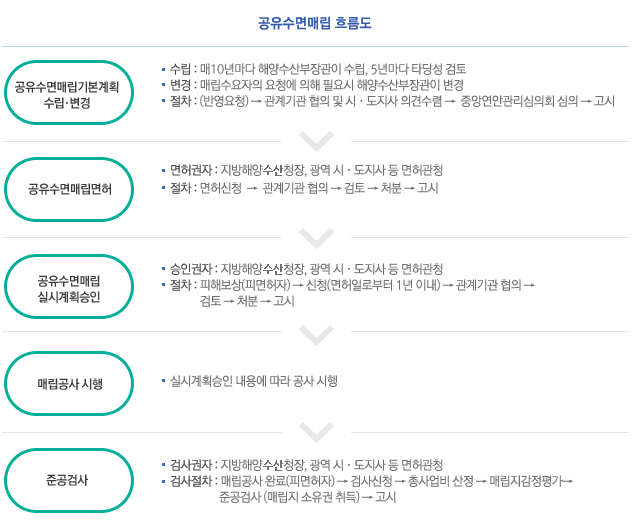 공유수면매립 흐름도
공유수면매립기본계획
수립·변경
수립 : 매10년마다 해양수산부장관이 수립, 5년마다 타당성 검토
변경 : 매립수요자의 요청에 의해 필요시 해양수산부장관이 변경
절차 : (반영요청) → 관계기관 협의 및 시 · 도지사 의견수렴 → 중앙연안관리심의회 심의 → 고시
공유수면매립면허
면허권자 : 지방해양수산청장, 광역 시 · 도지사 등 면허관청
절차 : 면허신청 → 관계기관 협의 → 검토 → 처분 → 고시
공유수면매립
실시계획승인
승인권자 : 지방해양수산청장, 광역 시 · 도지사 등 면허관청
절차 : 피해보상(피면허자) → 신청(면허일로부터 1년 이내) → 관계기관 협의 →
검토 → 처분 → 고시
매립공사 시행
실시계획승인 내용에 따라 공사 시행
준공검사
검사권자 : 지방해양수산청장, 광역 시 · 도지사 등 면허관청
검사절차 : 매립공사 완료(피면허자) → 검사신청 → 총사업비 산정 → 매립지감정평가→
준공검사 (매립지 소유권 취득) → 고시